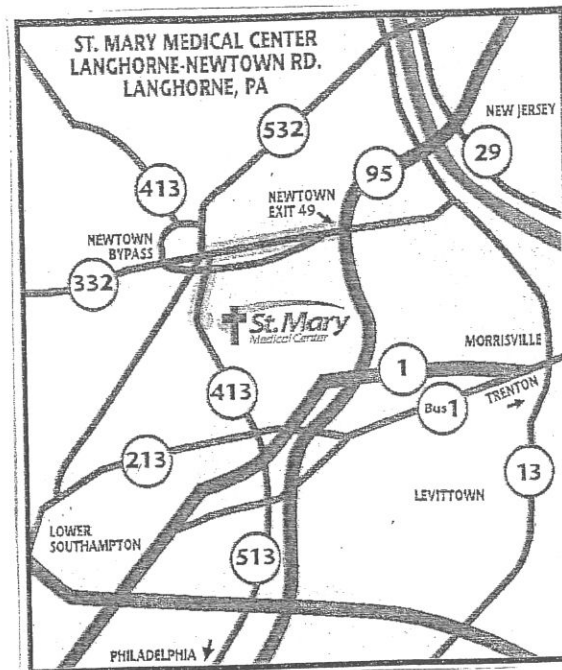 ST. MARY MEDICAL CENTER
LANGHORNE-NEWTOWN RD.
LANGHORNE, PA
532
NEW JERSEY
29
95
413
NEWTOWN
EXIT 49
NEWTOWN
BYPASS
332
St. Mary
Medical Center
MORRISVILLE
1
TRENTON
413
Bus 1
213
13
LEVITTOWN
LOWER
SOUTHAMPTON
513
PHILADELPHIA